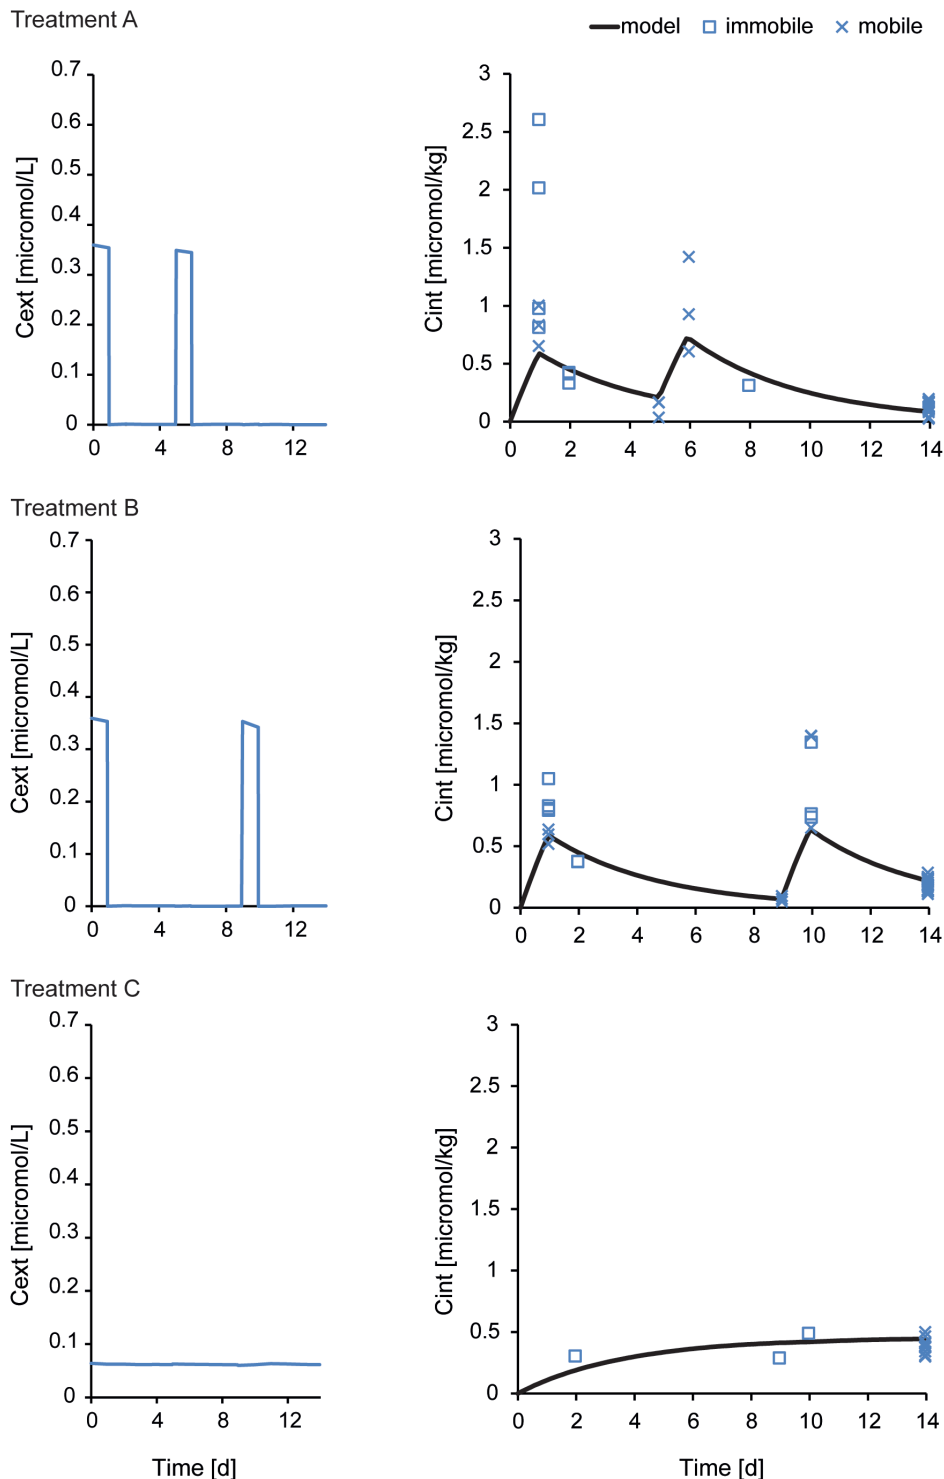 Treatment A
model immobile mobile
Cext [micromol/L]
0.7
0.6
0.5
0.4
0.3
0.2
0.1
0
0 4 8 12
Cint [micromol/kg]
3
2.5
2
1.5
1
0.5
0
0 2 4 6 8 10 12 14
Treatment B
Cext [micromol/L]
0.7
0.6
0.5
0.4
0.3
0.2
0.1
0
0 4 8 12
Cint [micromol/kg]
3
2.5
2
1.5
1
0.5
0
0 2 4 6 8 10 12 14
Treatment C
Cext [micromol/L]
0.7
0.6
0.5
0.4
0.3
0.2
0.1
0
0 4 8 12
Time [d]
Cint [micromol/kg]
3
2.5
2
1.5
1
0.5
0
0 2 4 6 8 10 12 14
Time [d]